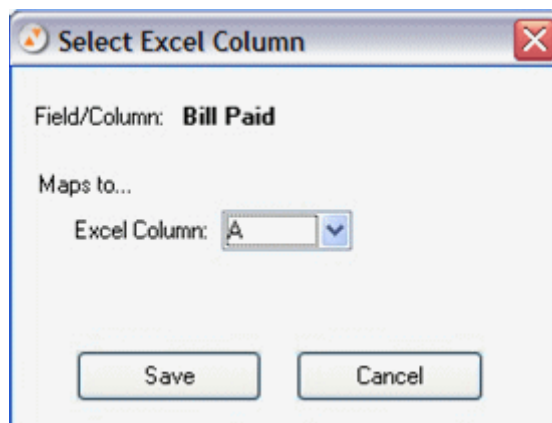 Select Excel Column
Field/Column: Bill Paid
Maps to...
Excel Column: A
Save Cancel